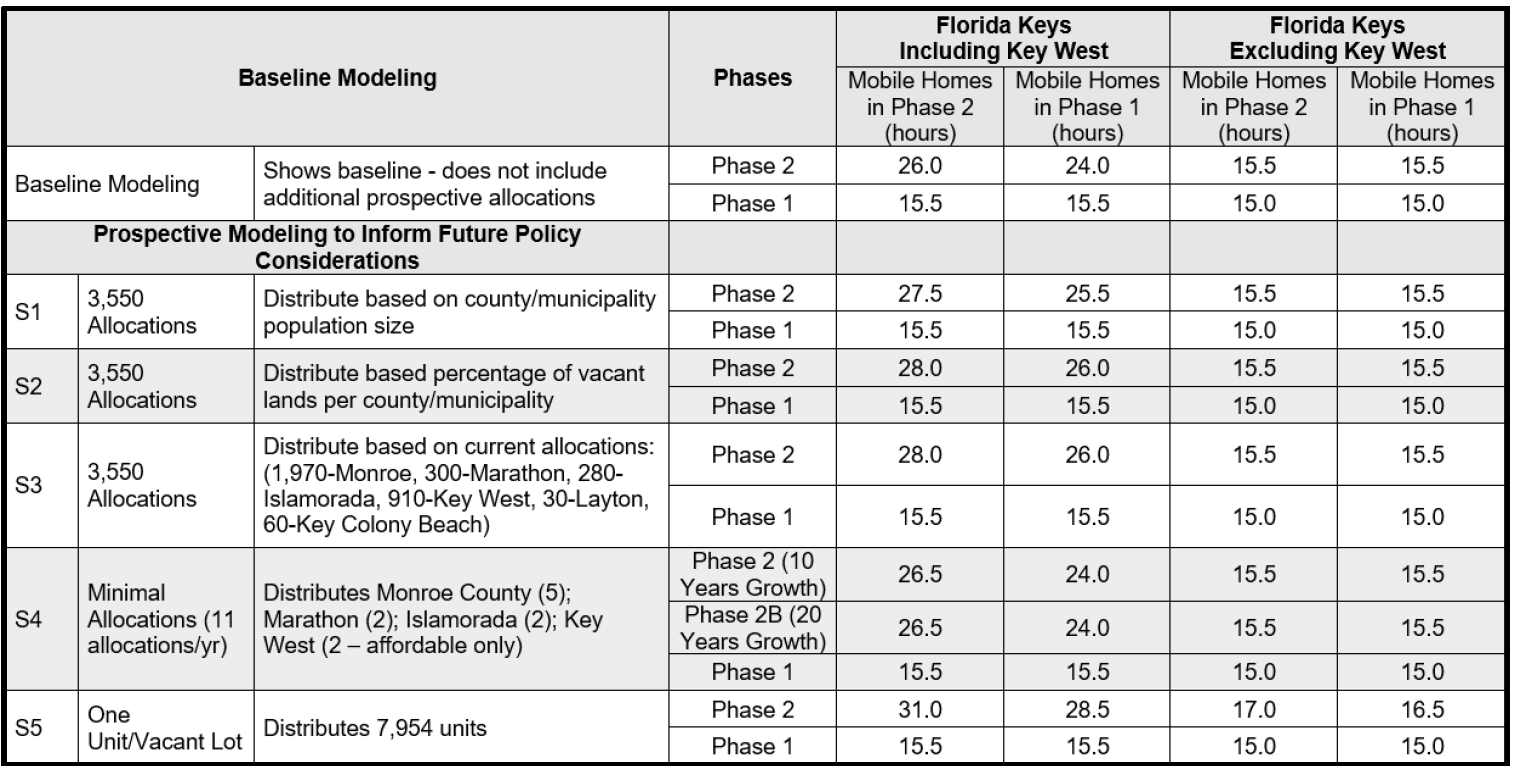 Baseline Modeling
Phases
Florida Keys
Including Key West
Florida Keys
Excluding Key West
Mobile Homes
in Phase 2
(hours)
Mobile Homes
in Phase 1
(hours)
Mobile Homes
in Phase 2
(hours)
Mobile Homes
in Phase 1
(hours)
Baseline Modeling
Shows baseline - does not include
additional prospective allocations
Phase 2 26.0 24.0 15.5 15.5
Phase 1 15.5 15.5 15.0 15.0
Prospective Modeling to Inform Future Policy
Considerations
S1
3,550
Allocations
Distribute based on county/municipality
population size
Phase 2 27.5 25.5 15.5 15.5
Phase 1 15.5 15.5 15.0 15.0
S2
3,550
Allocations
Distribute based percentage of vacant
lands per county/municipality
Phase 2 28.0 26.0 15.5 15.5
Phase 1 15.5 15.5 15.0 15.0
S3
3,550
Allocations
Distribute based on current allocations:
(1,970-Monroe, 300-Marathon, 280-
Islamorada, 910-Key West, 30-Layton,
60-Key Colony Beach)
Phase 2 28.0 26.0 15.5 15.5
Phase 1 15.5 15.5 15.0 15.0
S4
Minimal
Allocations (11
allocations/yr)
Distributes Monroe County (5);
Marathon (2); Islamorada (2); Key
West (2 – affordable only)
Phase 2 (10
Years Growth)
26.5 24.0 15.5 15.5
Phase 2B (20
Years Growth)
26.5 24.0 15.5 15.5
Phase 1 15.5 15.5 15.0 15.0
S5
One
Unit/Vacant Lot
Distributes 7,954 units
Phase 2 31.0 28.5 17.0 16.5
Phase 1 15.5 15.5 15.0 15.0